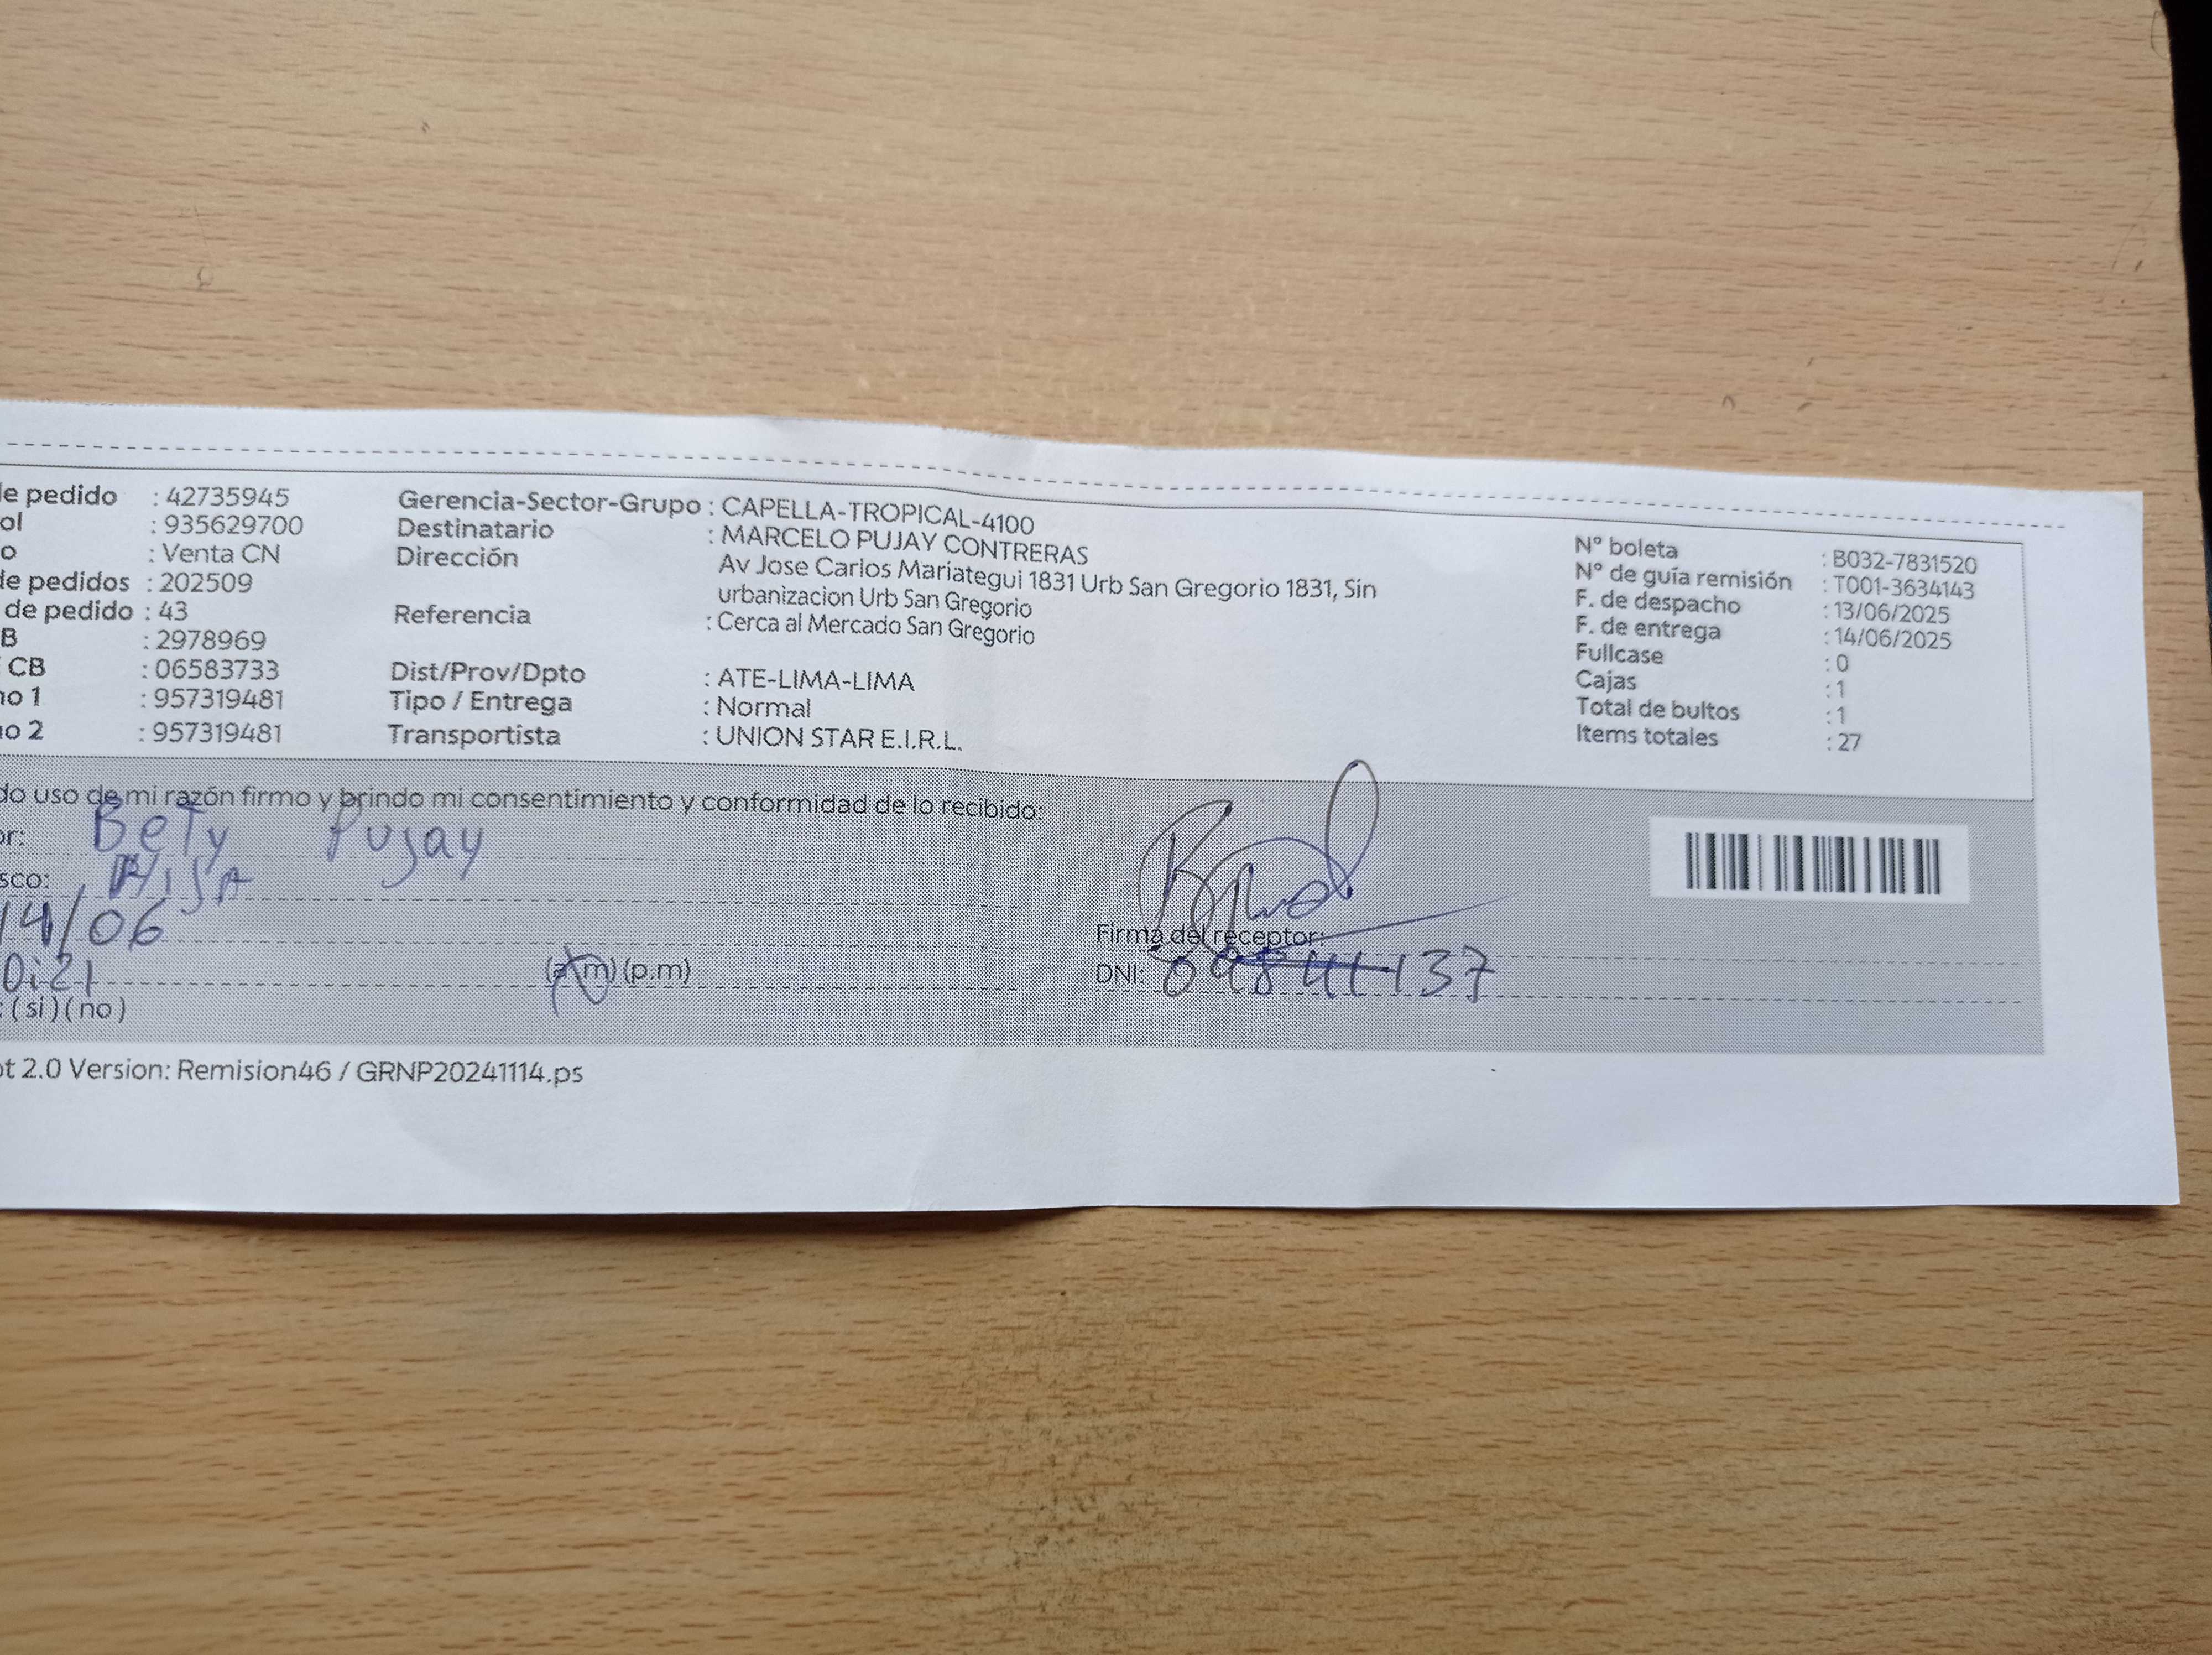 de pedido : 42735945
ol : 935629700
o : Venta CN
de pedidos : 202509
de pedido : 43
B : 2978969
CB : 06583733
no 1 : 957319481
no 2 : 957319481
Gerencia-Sector-Grupo : CAPELLA-TROPICAL-4100
Destinatario : MARCELO PUJAY CONTRERAS
Dirección Av Jose Carlos Mariategui 1831 Urb San Gregorio 1831, Sin
urbanizacion Urb San Gregorio
Referencia : Cerca al Mercado San Gregorio
Dist/Prov/Dpto : ATE-LIMA-LIMA
Tipo / Entrega : Normal
Transportista : UNION STAR E.I.R.L.
N° boleta : B032-7831520
N° de guía remisión : T001-3634143
F. de despacho : 13/06/2025
F. de entrega : 14/06/2025
Fullcase : 0
Cajas : 1
Total de bultos : 1
Items totales : 27
do uso de mi razón firmo y brindo mi consentimiento y conformidad de lo recibido:
or: Bety Pujay
sco:
14/06
0:21 (a.m) (p.m)
: ( si ) ( no )
Firma del receptor:
DNI:
ot 2.0 Version: Remision46 / GRNP20241114.ps